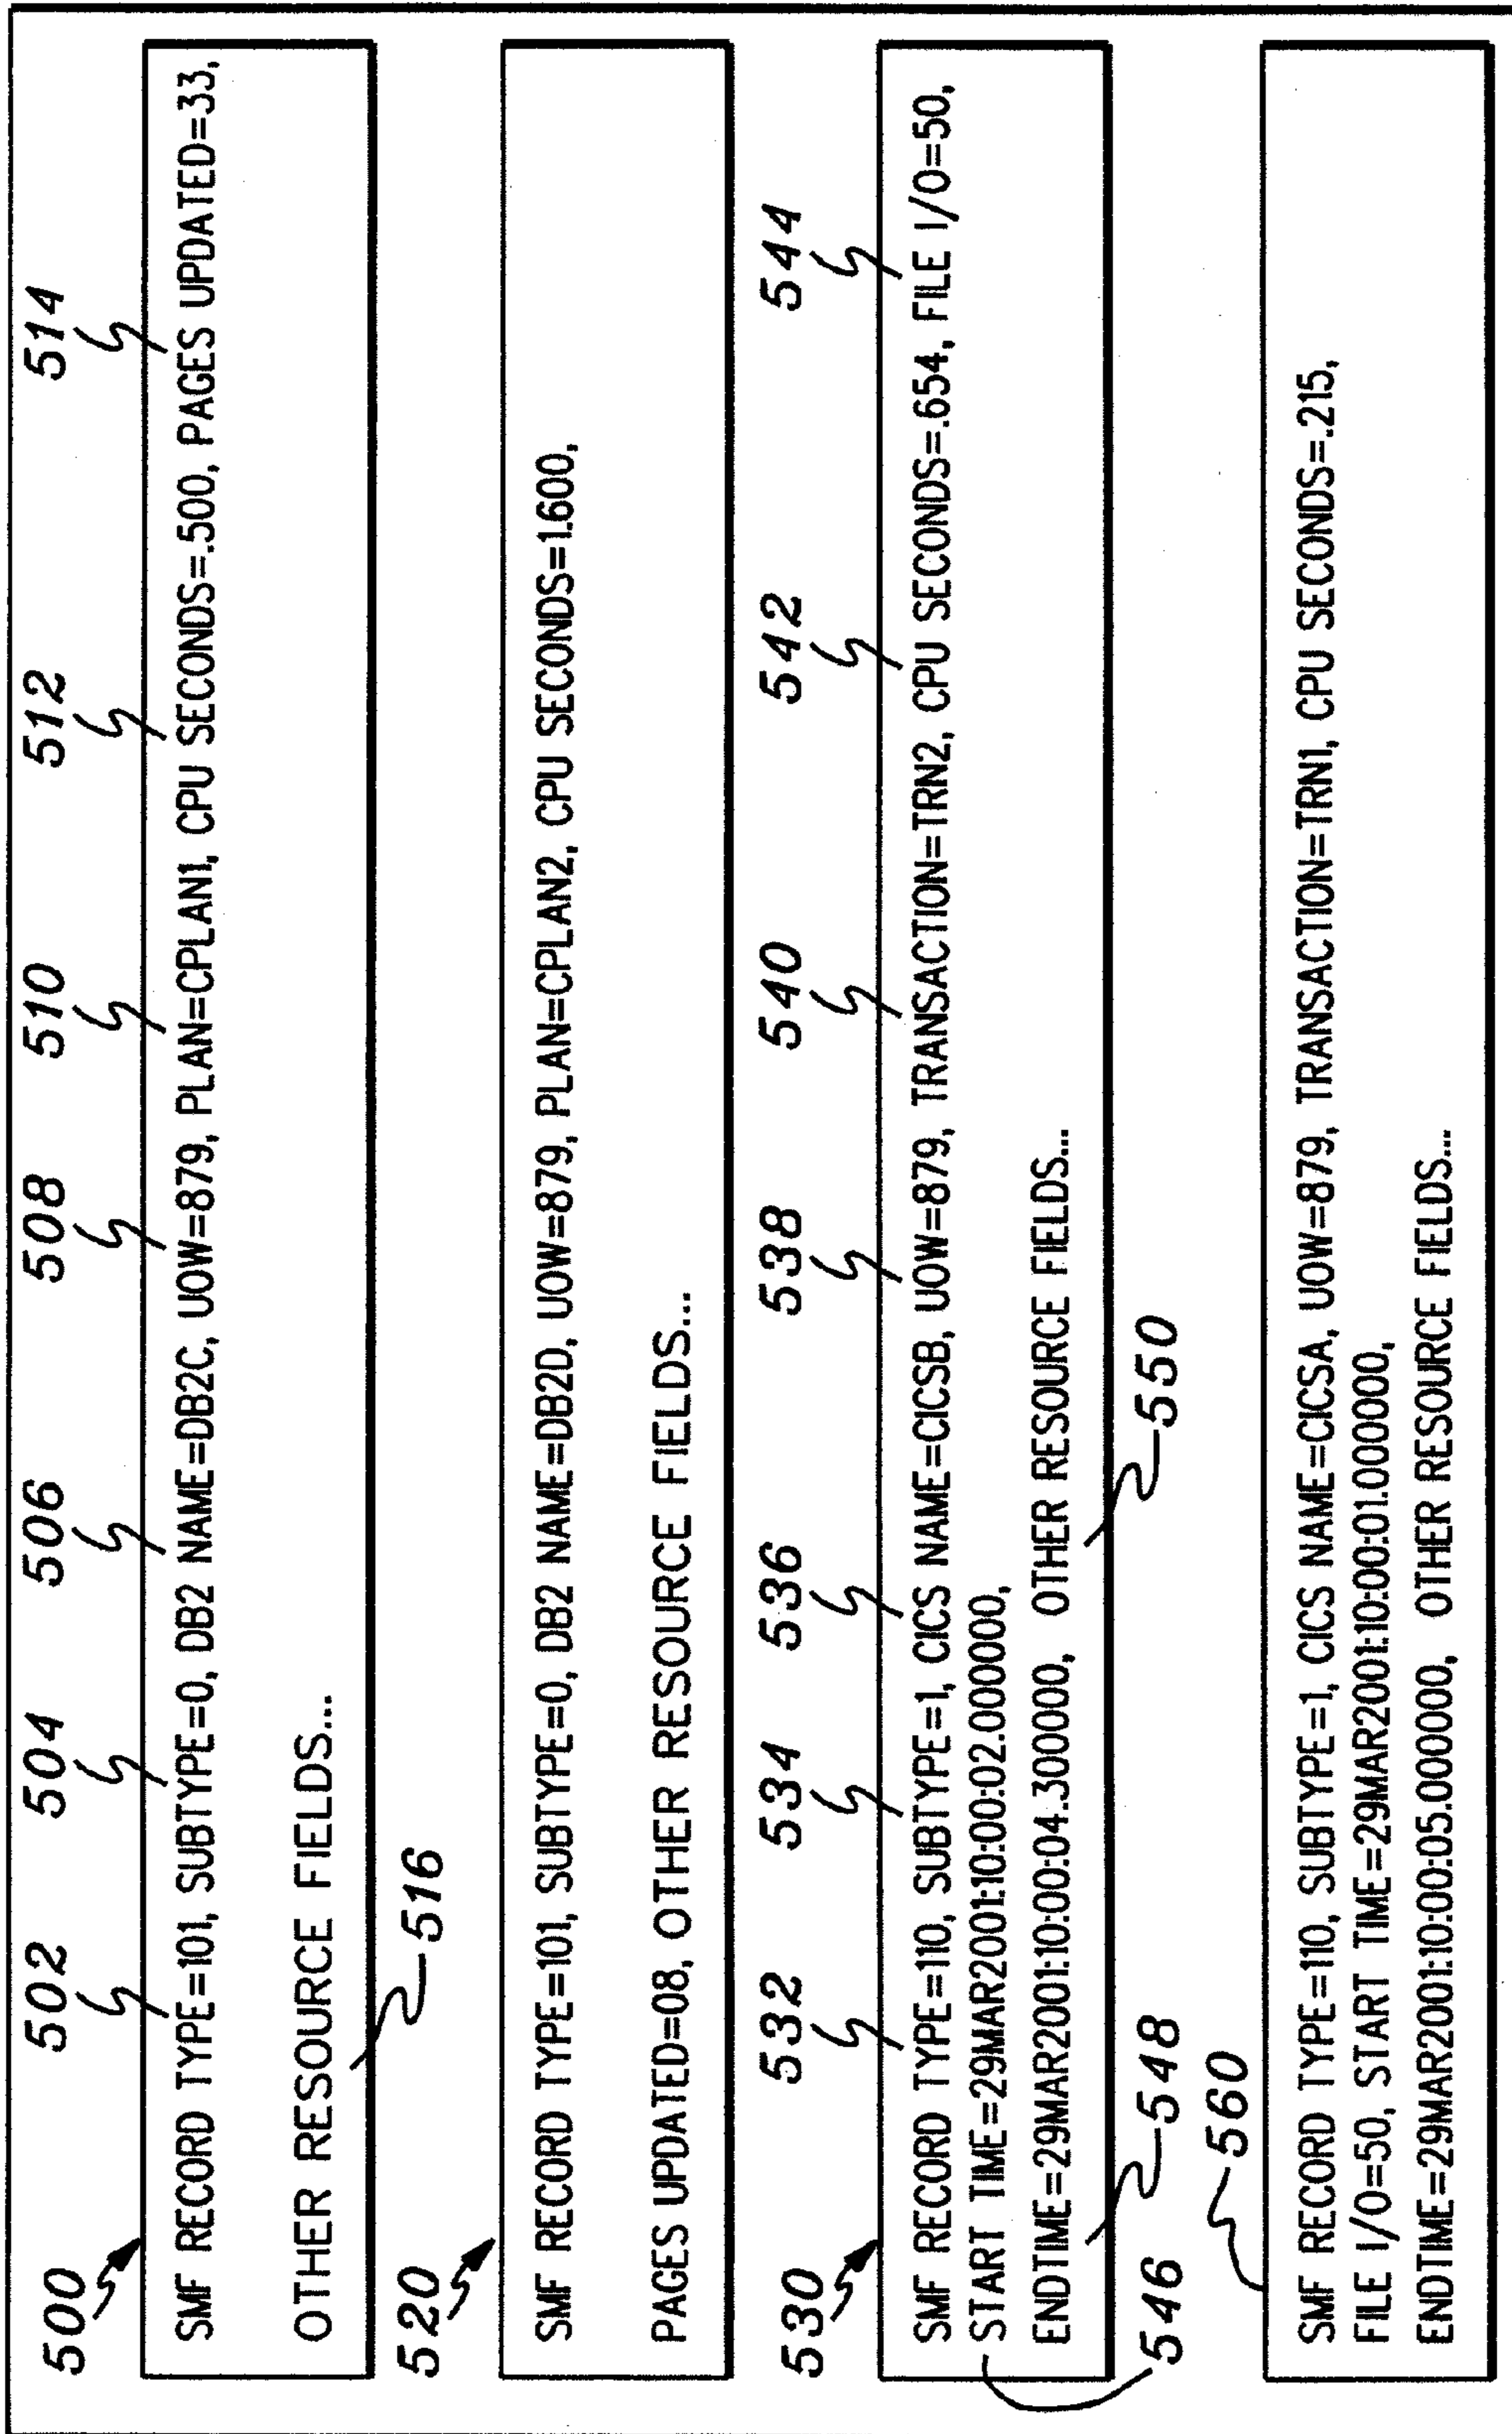 500
502
504
506
508
510
512
514
SMF RECORD TYPE=101, SUBTYPE=0, DB2 NAME=DB2C, UOW=879, PLAN=CPLAN1, CPU SECONDS=.500, PAGES UPDATED=33,
OTHER RESOURCE FIELDS...
516
520
SMF RECORD TYPE=101, SUBTYPE=0, DB2 NAME=DB2D, UOW=879, PLAN=CPLAN2, CPU SECONDS=1.600,
PAGES UPDATED=08, OTHER RESOURCE FIELDS...
530
532
534
536
538
540
542
544
SMF RECORD TYPE=110, SUBTYPE=1, CICS NAME=CICSB, UOW=879, TRANSACTION=TRN2, CPU SECONDS=.654, FILE I/O=50,
START TIME=29MAR2001:10:00:02.000000,
ENDTIME=29MAR2001:10:00:04.300000, OTHER RESOURCE FIELDS...
546
548
550
560
SMF RECORD TYPE=110, SUBTYPE=1, CICS NAME=CICSA, UOW=879, TRANSACTION=TRN1, CPU SECONDS=.215,
FILE I/O=50, START TIME=29MAR2001:10:00:01.000000,
ENDTIME=29MAR2001:10:00:05.000000, OTHER RESOURCE FIELDS...